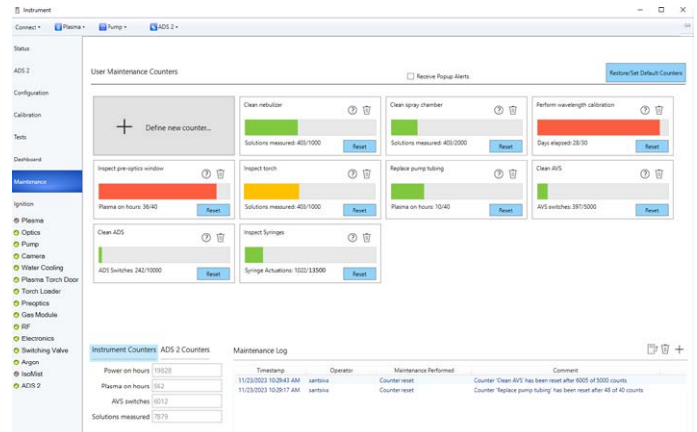 Instrument
Connect
Plasma
Pump
ADS 2
Status
ADS 2
Configuration
Calibration
Tests
Dashboard
Maintenance
Ignition
Plasma
Optics
Pump
Camera
Water Cooling
Plasma Torch Door
Torch Loader
Preoptics
Gas Module
RF
Electronics
Switching Valve
Argon
IsoMist
ADS 2
User Maintenance Counters
Receive Popup Alerts
Restore/Set Default Counters
Define new counter...
Clean nebulizer
Solutions measured: 403/1000
Reset
Clean spray chamber
Solutions measured: 403/2000
Reset
Perform wavelength calibration
Days elapsed: 28/30
Reset
Inspect pre-optics window
Plasma on hours: 36/40
Reset
Inspect torch
Solutions measured: 403/1000
Reset
Replace pump tubing
Plasma on hours: 10/40
Reset
Clean AVS
AVS switches: 397/5000
Reset
Clean ADS
ADS Switches: 242/10000
Reset
Inspect Syringes
Syringe Actuations: 1022/13500
Reset
Instrument Counters
ADS 2 Counters
Power on hours 19828
Plasma on hours 562
AVS switches 6012
Solutions measured 7879
Maintenance Log
Timestamp Operator Maintenance Performed Comment
11/23/2023 10:29:43 AM santsiva Counter reset Counter 'Clean AVS' has been reset after 6005 of 5000 counts
11/23/2023 10:29:17 AM santsiva Counter reset Counter 'Replace pump tubing' has been reset after 48 of 40 counts